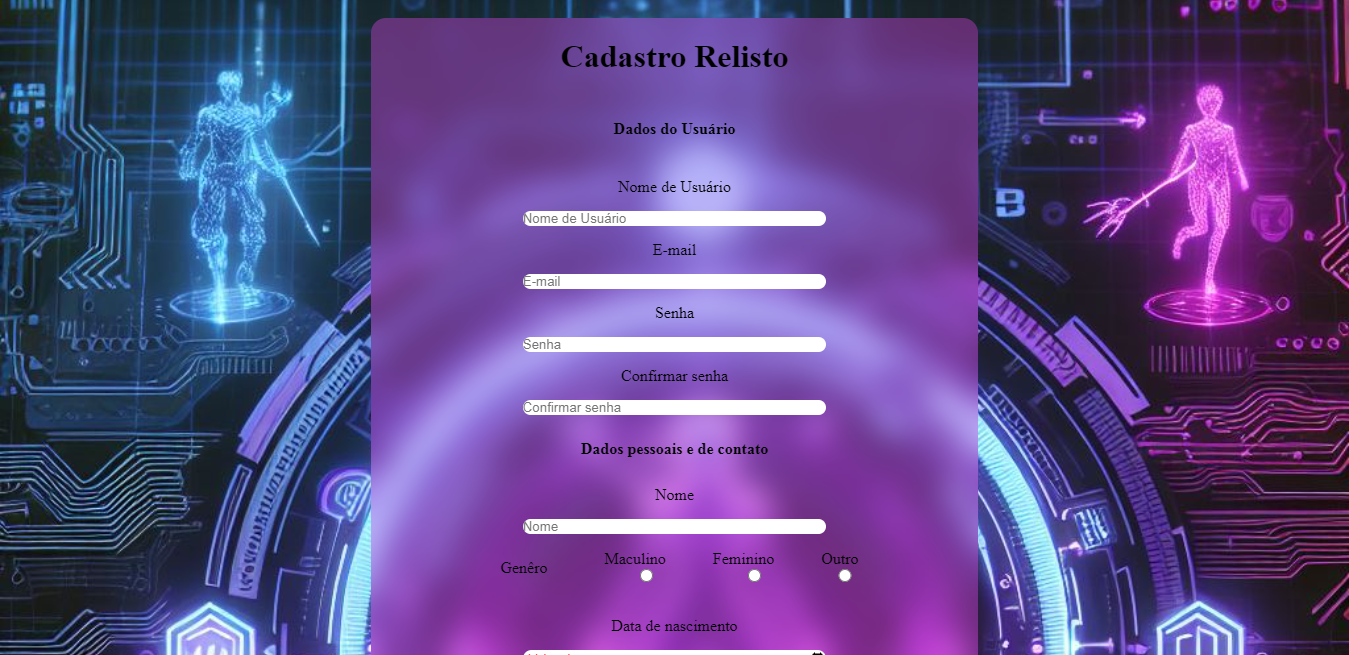 Cadastro Relisto
Dados do Usuário
Nome de Usuário
Nome de Usuário
E-mail
E-mail
Senha
Senha
Confirmar senha
Confirmar senha
Dados pessoais e de contato
Nome
Nome
Genêro Maculino Feminino Outro
Data de nascimento